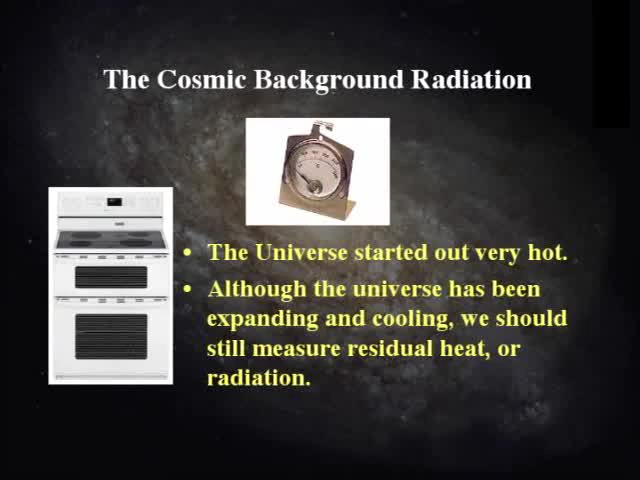 The Cosmic Background Radiation
• The Universe started out very hot.
• Although the universe has been
expanding and cooling, we should
still measure residual heat, or
radiation.